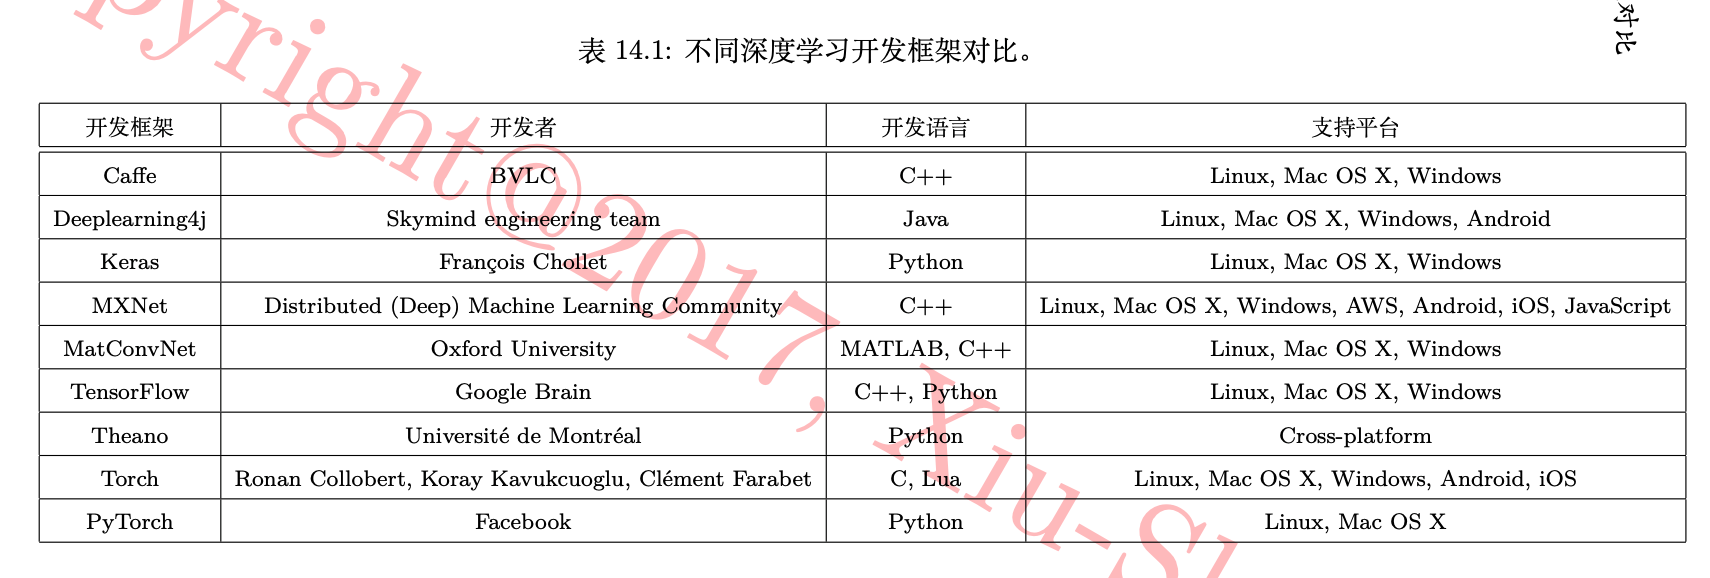 对比
表 14.1: 不同深度学习开发框架对比。
开发框架 开发者 开发语言 支持平台
Caffe BVLC C++ Linux, Mac OS X, Windows
Deeplearning4j Skymind engineering team Java Linux, Mac OS X, Windows, Android
Keras François Chollet Python Linux, Mac OS X, Windows
MXNet Distributed (Deep) Machine Learning Community C++ Linux, Mac OS X, Windows, AWS, Android, iOS, JavaScript
MatConvNet Oxford University MATLAB, C++ Linux, Mac OS X, Windows
TensorFlow Google Brain C++, Python Linux, Mac OS X, Windows
Theano Université de Montréal Python Cross-platform
Torch Ronan Collobert, Koray Kavukcuoglu, Clément Farabet C, Lua Linux, Mac OS X, Windows, Android, iOS
PyTorch Facebook Python Linux, Mac OS X
pyright@2017, Xiu-S